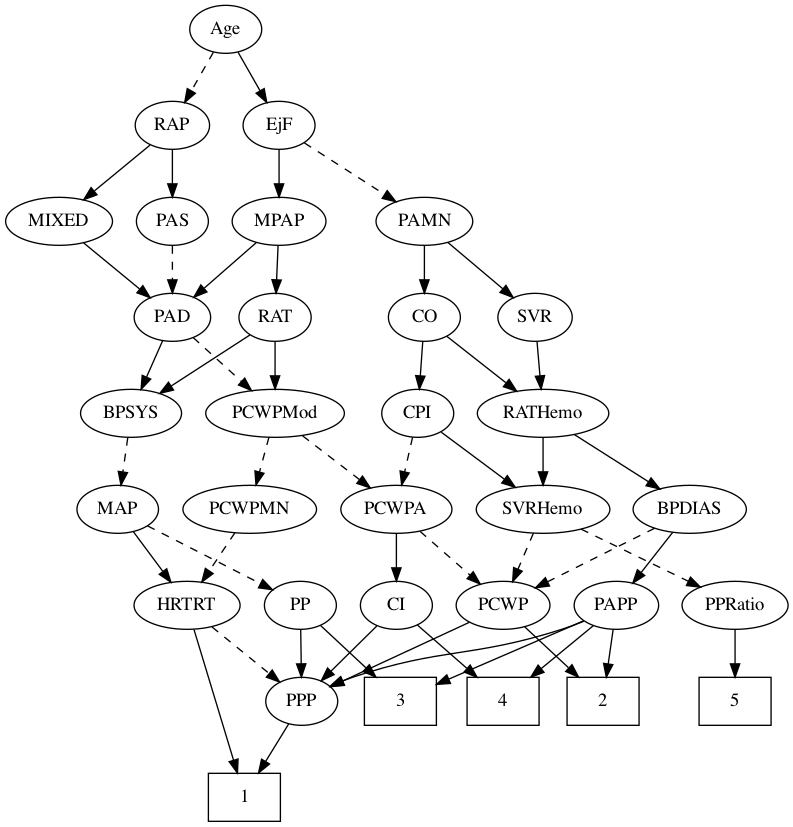 Age
RAP
EjF
MIXED
PAS
MPAP
PAMN
PAD
RAT
CO
SVR
BPSYS
PCWPMod
CPI
RATHemo
MAP
PCWPMN
PCWPA
SVRHemo
BPDIAS
HRTRT
PP
CI
PCWP
PAPP
PPRatio
PPP
3
4
2
5
1